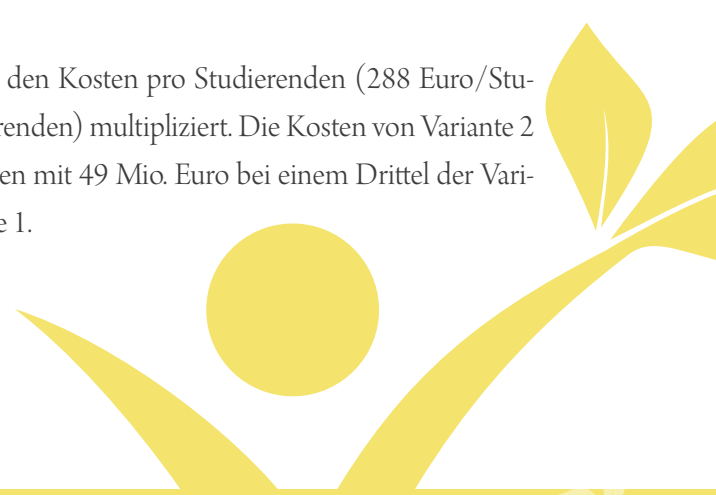 den Kosten pro Studierenden (288 Euro/Stu-
renden) multipliziert. Die Kosten von Variante 2
en mit 49 Mio. Euro bei einem Drittel der Vari-
e 1.